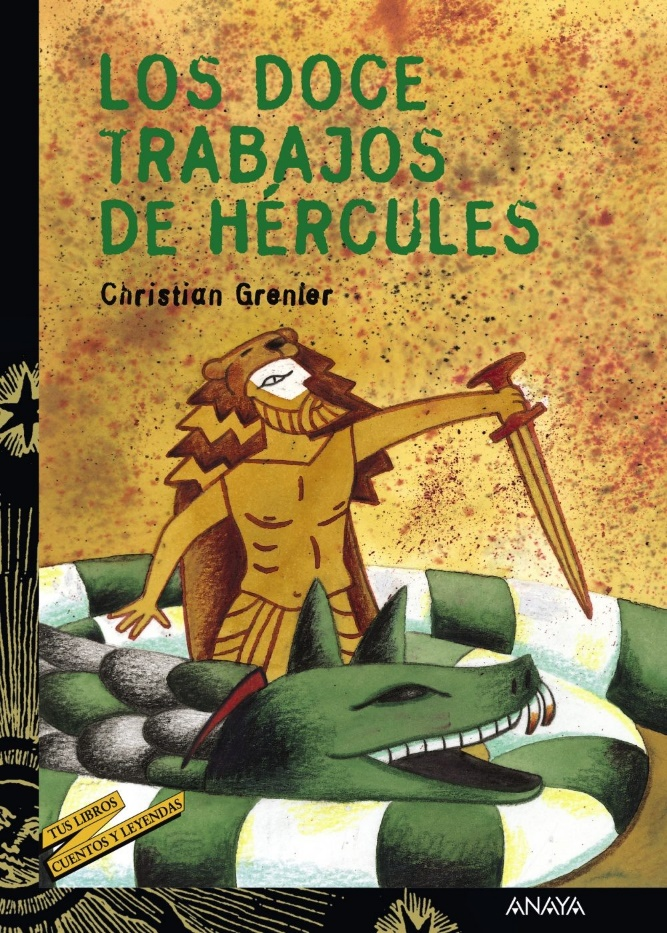 LOS DOCE
TRABAJOS
DE HÉRCULES
Christian Grenier
TUS LIBROS
CUENTOS Y LEYENDAS
ANAYA